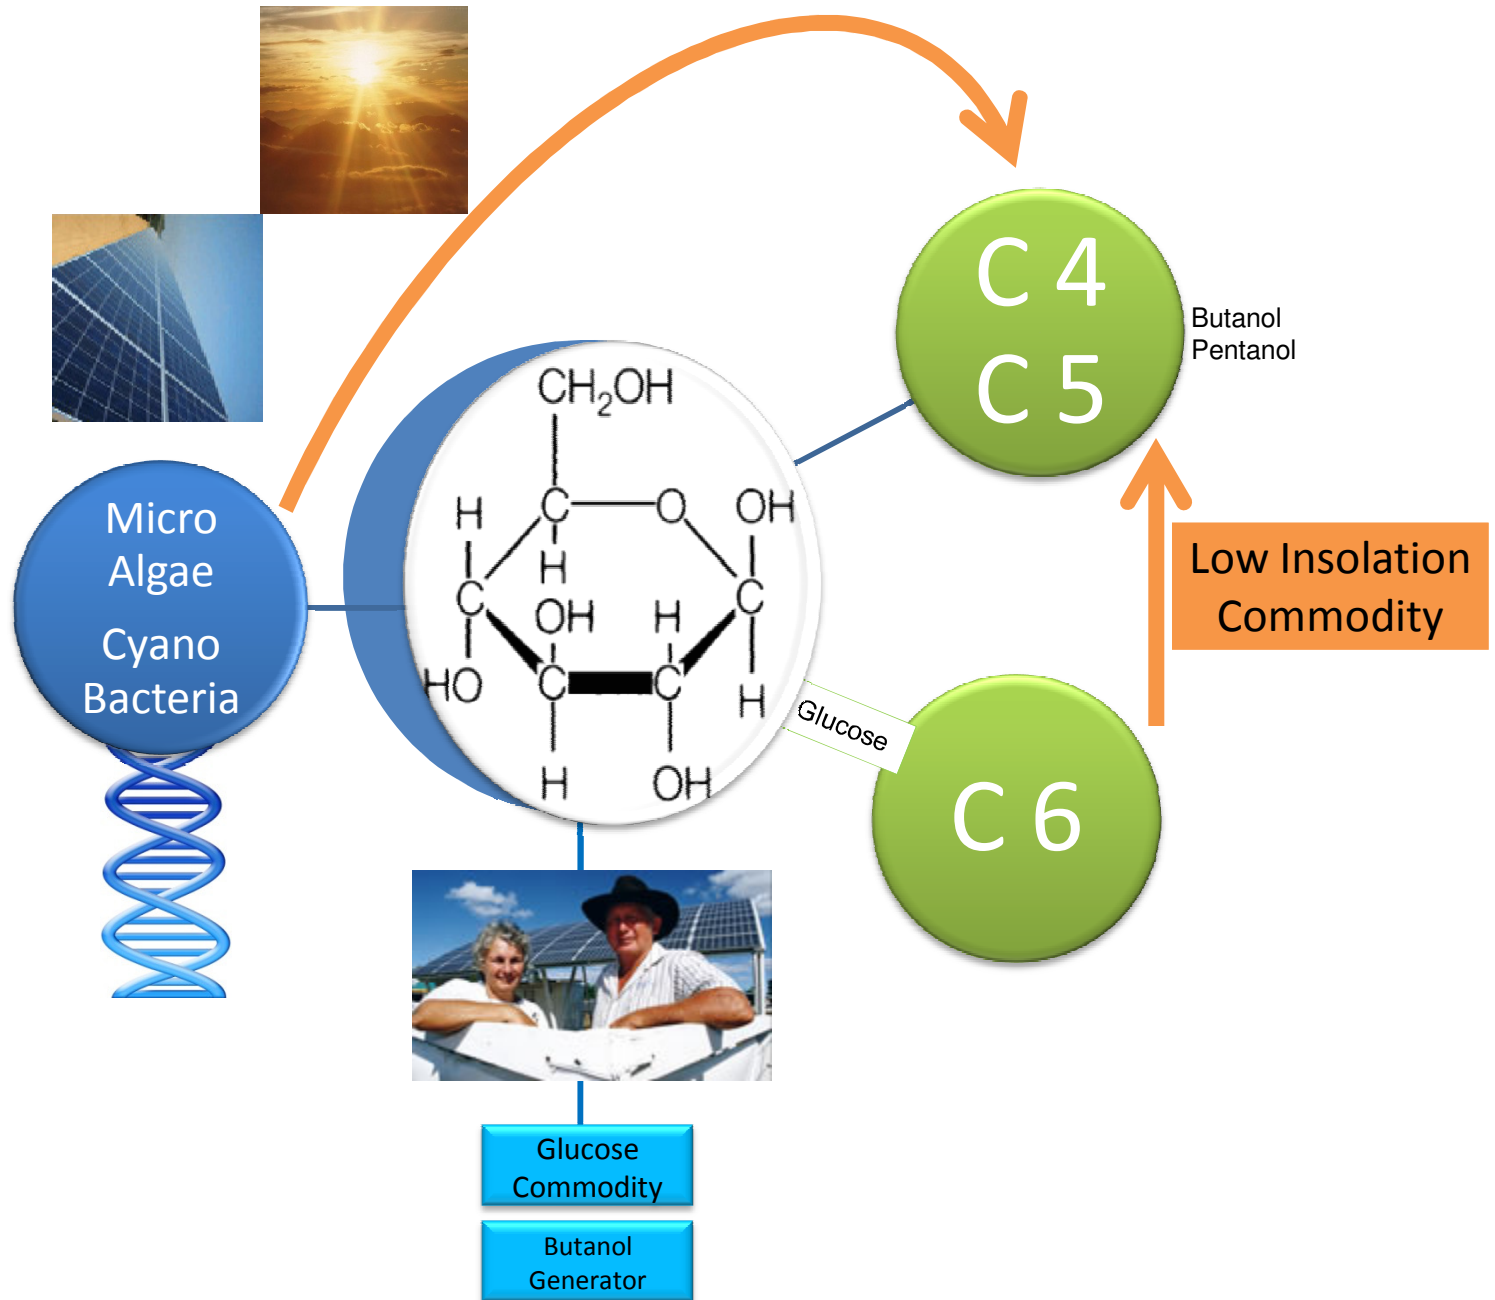 C 4
C 5
Butanol
Pentanol
CH₂OH
H
C
O
OH
H
C
OH
H
C
HO
C
C
H
Glucose
H
OH
Micro
Algae
Cyano
Bacteria
Low Insolation
Commodity
C 6
Glucose
Commodity
Butanol
Generator